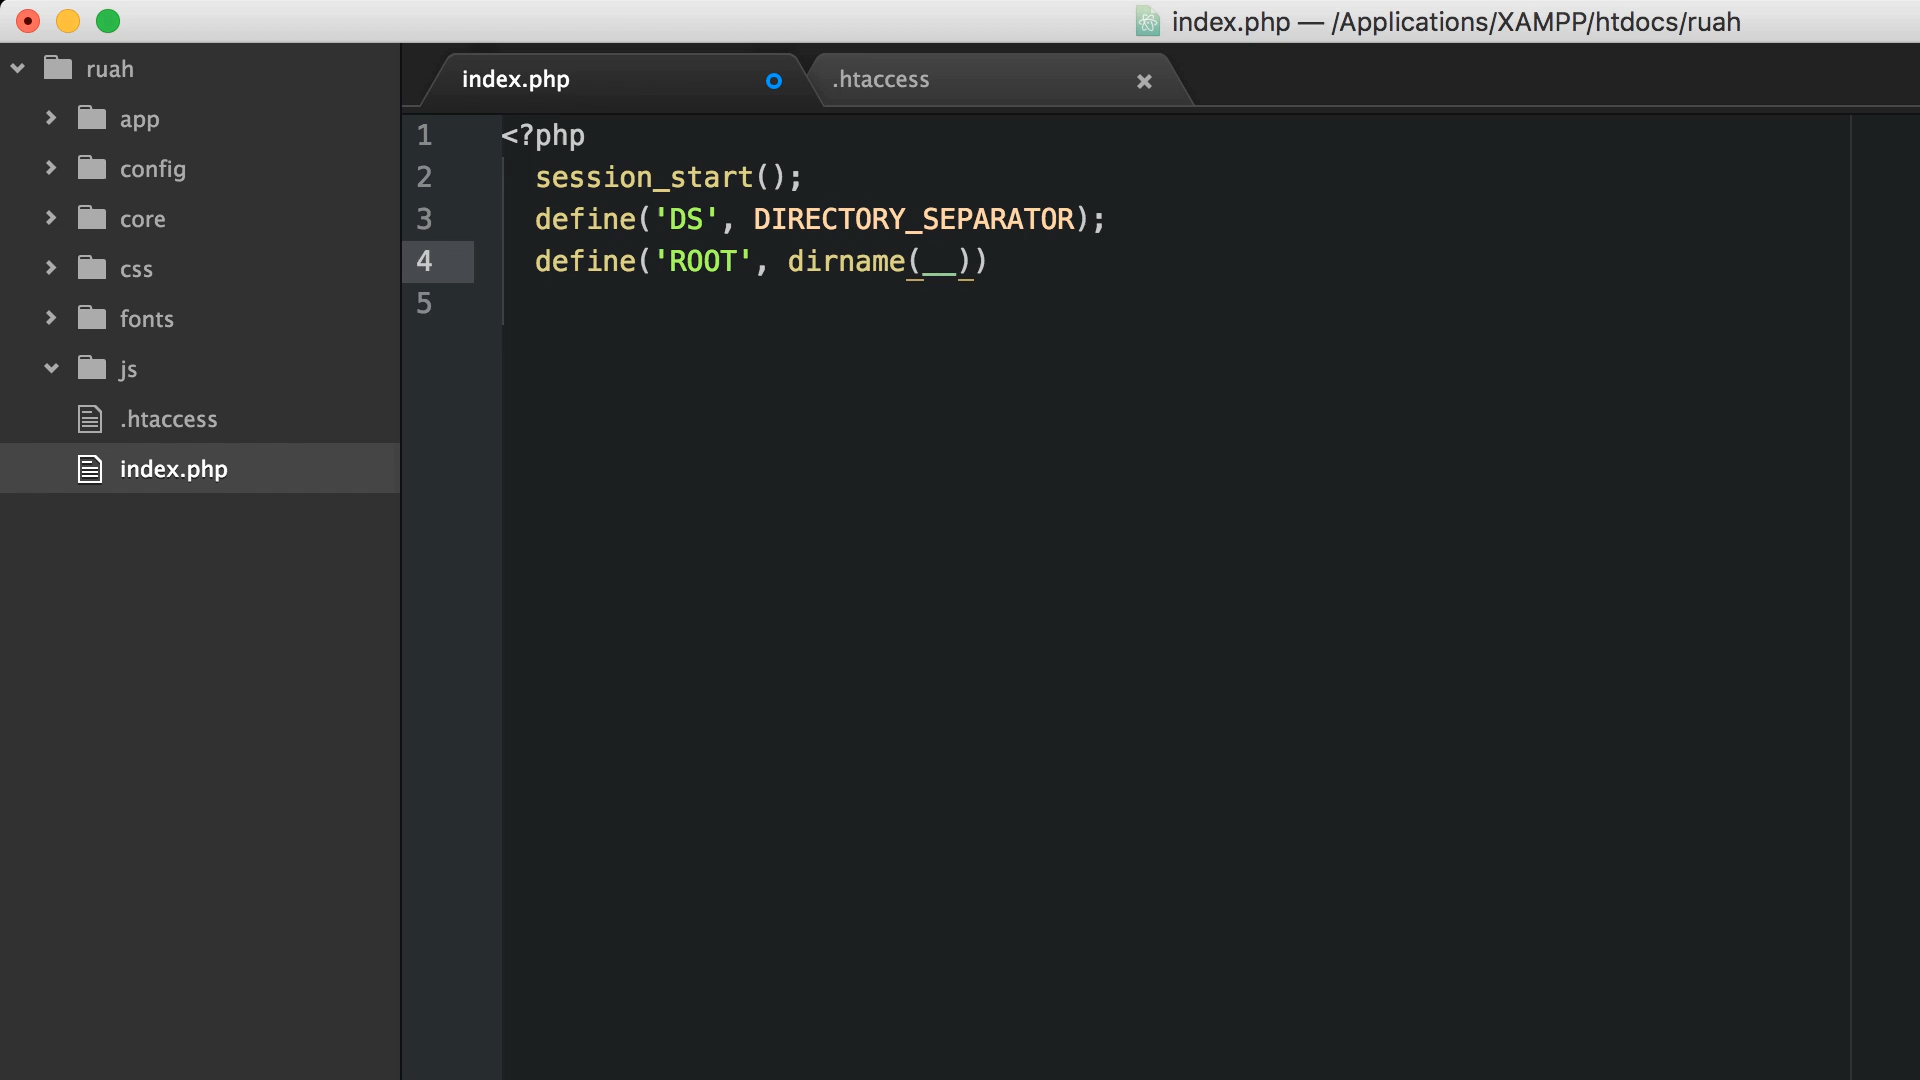 index.php — /Applications/XAMPP/htdocs/ruah
ruah
app
config
core
css
fonts
js
.htaccess
index.php
index.php
.htaccess
1 <?php
2 session_start();
3 define('DS', DIRECTORY_SEPARATOR);
4 define('ROOT', dirname(__))
5